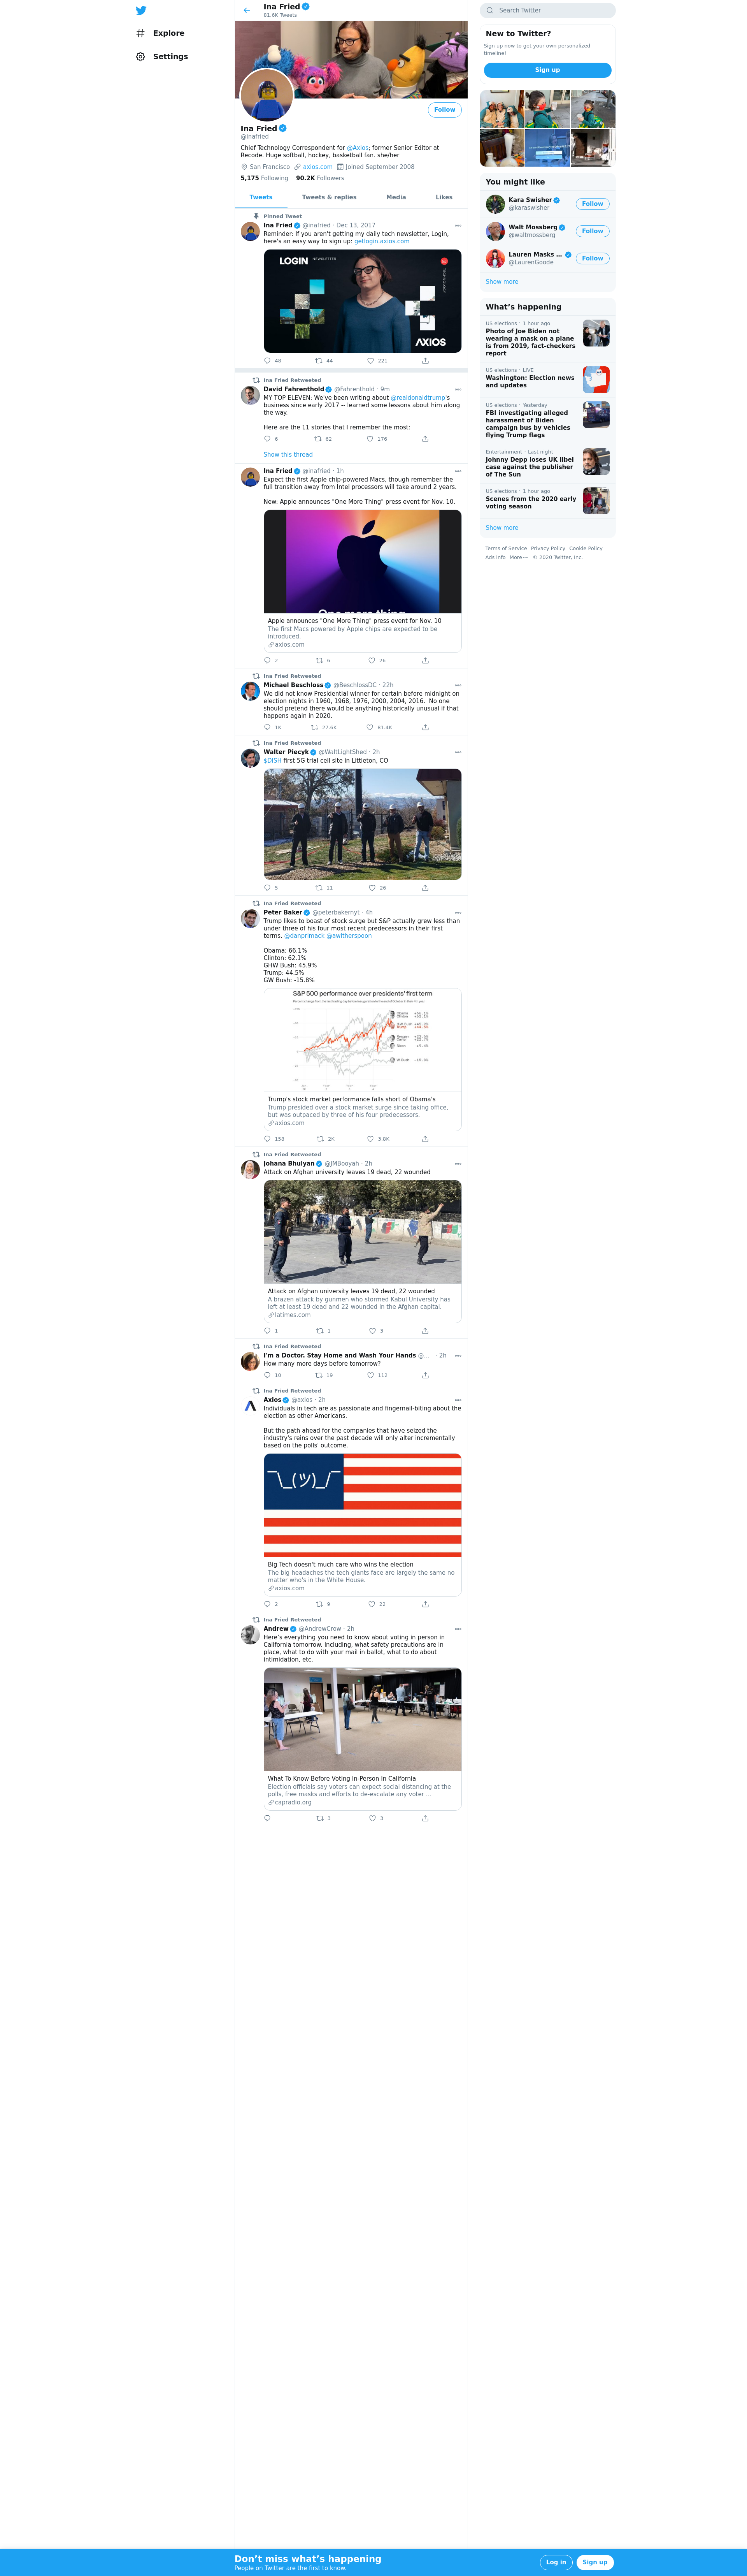 Explore
Settings
Ina Fried
81.6K Tweets
Follow
Ina Fried
@inafried
Chief Technology Correspondent for @Axios; former Senior Editor at
Recode. Huge softball, hockey, basketball fan. she/her
San Francisco axios.com Joined September 2008
5,175 Following 90.2K Followers
Tweets Tweets & replies Media Likes
Pinned Tweet
Ina Fried @inafried · Dec 13, 2017
Reminder: If you aren't getting my daily tech newsletter, Login,
here's an easy way to sign up: getlogin.axios.com
LOGIN NEWSLETTER
TECHNOLOGY
AXIOS
48 44 221
Ina Fried Retweeted
David Fahrenthold @Fahrenthold · 9m
MY TOP ELEVEN: We've been writing about @realdonaldtrump's
business since early 2017 -- learned some lessons about him along
the way.
Here are the 11 stories that I remember the most:
6 62 176
Show this thread
Ina Fried @inafried · 1h
Expect the first Apple chip-powered Macs, though remember the
full transition away from Intel processors will take around 2 years.
New: Apple announces "One More Thing" press event for Nov. 10.
One more thing
Apple announces "One More Thing" press event for Nov. 10
The first Macs powered by Apple chips are expected to be
introduced.
axios.com
2 6 26
Ina Fried Retweeted
Michael Beschloss @BeschlossDC · 22h
We did not know Presidential winner for certain before midnight on
election nights in 1960, 1968, 1976, 2000, 2004, 2016. No one
should pretend there would be anything historically unusual if that
happens again in 2020.
1K 27.6K 81.4K
Ina Fried Retweeted
Walter Piecyk @WaltLightShed · 2h
$DISH first 5G trial cell site in Littleton, CO
5 11 26
Ina Fried Retweeted
Peter Baker @peterbakernyt · 4h
Trump likes to boast of stock surge but S&P actually grew less than
under three of his four most recent predecessors in their first
terms. @danprimack @awitherspoon
Obama: 66.1%
Clinton: 62.1%
GHW Bush: 45.9%
Trump: 44.5%
GW Bush: -15.8%
S&P 500 performance over presidents' first term
Trump's stock market performance falls short of Obama's
Trump presided over a stock market surge since taking office,
but was outpaced by three of his four predecessors.
axios.com
158 2K 3.8K
Ina Fried Retweeted
Johana Bhuiyan @JMBooyah · 2h
Attack on Afghan university leaves 19 dead, 22 wounded
Attack on Afghan university leaves 19 dead, 22 wounded
A brazen attack by gunmen who stormed Kabul University has
left at least 19 dead and 22 wounded in the Afghan capital.
latimes.com
1 1 3
Ina Fried Retweeted
I'm a Doctor. Stay Home and Wash Your Hands @... · 2h
How many more days before tomorrow?
10 19 112
Ina Fried Retweeted
Axios @axios · 2h
Individuals in tech are as passionate and fingernail-biting about the
election as other Americans.
But the path ahead for the companies that have seized the
industry's reins over the past decade will only alter incrementally
based on the polls' outcome.
¯\_(ツ)_/¯
Big Tech doesn't much care who wins the election
The big headaches the tech giants face are largely the same no
matter who's in the White House.
axios.com
2 9 22
Ina Fried Retweeted
Andrew @AndrewCrow · 2h
Here's everything you need to know about voting in person in
California tomorrow. Including, what safety precautions are in
place, what to do with your mail in ballot, what to do about
intimidation, etc.
What To Know Before Voting In-Person In California
Election officials say voters can expect social distancing at the
polls, free masks and efforts to de-escalate any voter ...
capradio.org
3 3
Search Twitter
New to Twitter?
Sign up now to get your own personalized
timeline!
Sign up
You might like
Kara Swisher
@karaswisher
Follow
Walt Mossberg
@waltmossberg
Follow
Lauren Masks ...
@LaurenGoode
Follow
Show more
What's happening
US elections · 1 hour ago
Photo of Joe Biden not
wearing a mask on a plane
is from 2019, fact-checkers
report
US elections · LIVE
Washington: Election news
and updates
US elections · Yesterday
FBI investigating alleged
harassment of Biden
campaign bus by vehicles
flying Trump flags
Entertainment · Last night
Johnny Depp loses UK libel
case against the publisher
of The Sun
US elections · 1 hour ago
Scenes from the 2020 early
voting season
Show more
Terms of Service Privacy Policy Cookie Policy
Ads info More © 2020 Twitter, Inc.
Don't miss what's happening
People on Twitter are the first to know.
Log in Sign up